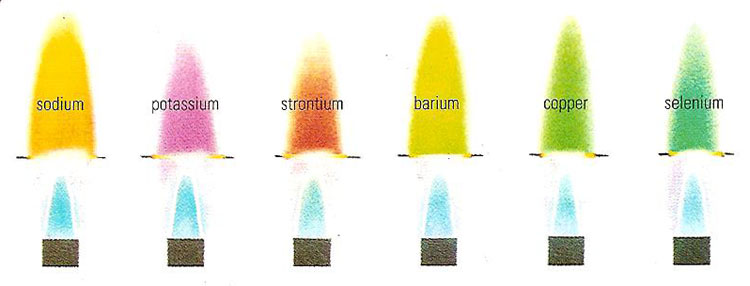 sodium
potassium
strontium
barium
copper
selenium